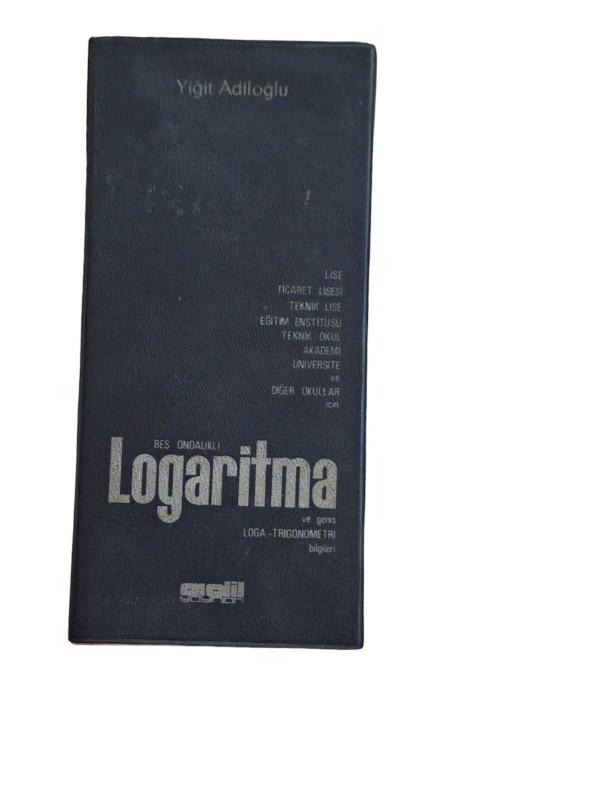 Yiğit Adiloğlu
LİSE
TİCARET LİSESİ
TEKNİK LİSE
EĞİTİM ENSTİTÜSÜ
TEKNİK OKUL
AKADEMİ
ÜNİVERSİTE
ve
DİĞER OKULLAR
için
BEŞ ONDALIKLI
Logaritma
ve geniş
LOGA-TRİGONOMETRİ
bilgileri